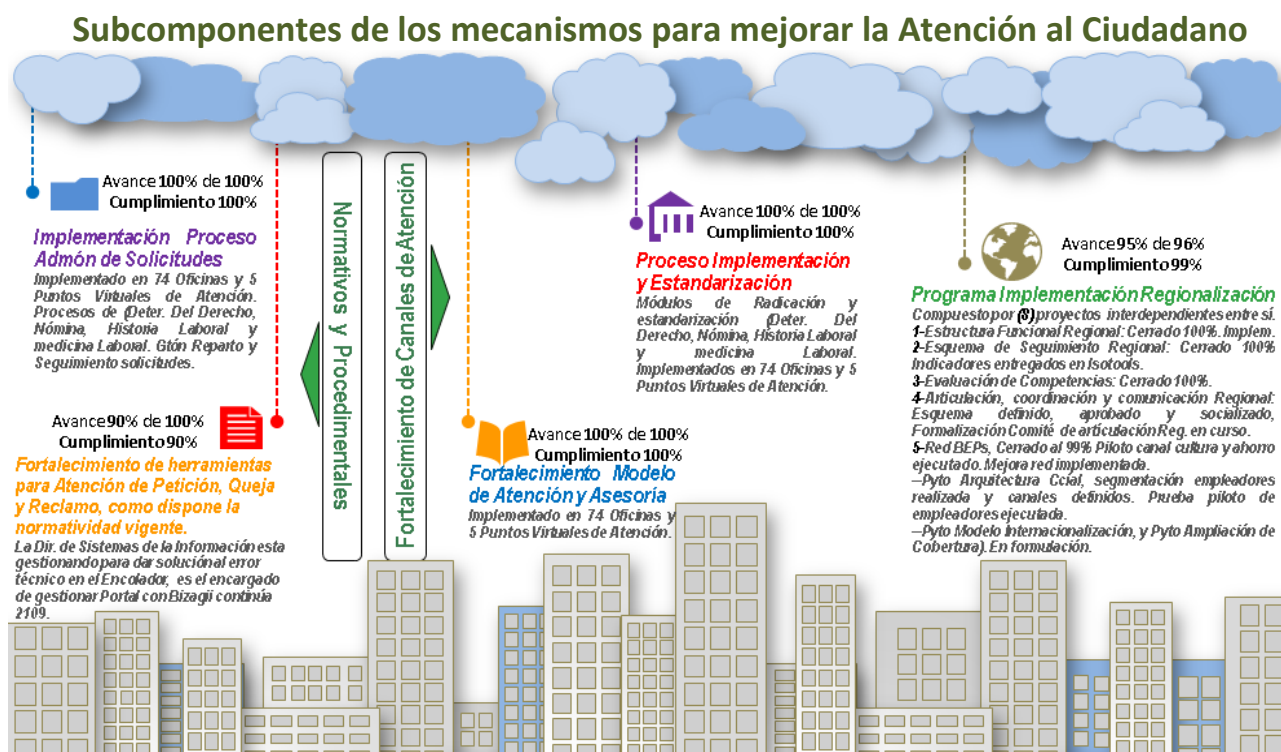 Subcomponentes de los mecanismos para mejorar la Atención al Ciudadano
Avance 100% de 100%
Cumplimiento 100%
Implementación Proceso
Admón de Solicitudes
Implementado en 74 Oficinas y 5
Puntos Virtuales de Atención.
Procesos de (Deter. Del Derecho,
Nómina, Historia Laboral y
medicina Laboral. Gtón Reparto y
Seguimiento solicitudes.
Avance 90% de 100%
Cumplimiento 90%
Fortalecimiento de herramientas
para Atención de Petición, Queja
y Reclamo, como dispone la
normatividad vigente.
La Dir. de Sistemas de la Información esta
gestionando para dar solución al error
técnico en el Encolador, es el encargado
de gestionar Portal con Bizagii continúa
2109.
Normativos y Procedimentales
Fortalecimiento de Canales de Atención
Avance 100% de 100%
Cumplimiento 100%
Fortalecimiento Modelo
de Atención y Asesoría
Implementado en 74 Oficinas y
5 Puntos Virtuales de Atención.
Avance 100% de 100%
Cumplimiento 100%
Proceso Implementación
y Estandarización
Módulos de Radicación y
estandarización (Deter. Del
Derecho, Nómina, Historia Laboral
y medicina Laboral.
Implementados en 74 Oficinas y 5
Puntos Virtuales de Atención.
Avance 95% de 96%
Cumplimiento 99%
Programa Implementación Regionalización
Compuesto por (8) proyectos interdependientes entre sí.
1-Estructura Funcional Regional: Cerrado 100%. Implem.
2-Esquema de Seguimiento Regional: Cerrado 100%
Indicadores entregados en Isotools.
3-Evaluación de Competencias: Cerrado 100%.
4-Articulación, coordinación y comunicación Regional:
Esquema definido, aprobado y socializado,
Formalización Comité de articulación Reg. en curso.
5-Red BEPs, Cerrado al 99% Piloto canal cultura y ahorro
ejecutado. Mejora red implementada.
—Pyto Arquitectura Ccial, segmentación empleadores
realizada y canales definidos. Prueba piloto de
empleadores ejecutada.
—Pyto Modelo Internacionalización, y Pyto Ampliación de
Cobertura). En formulación.